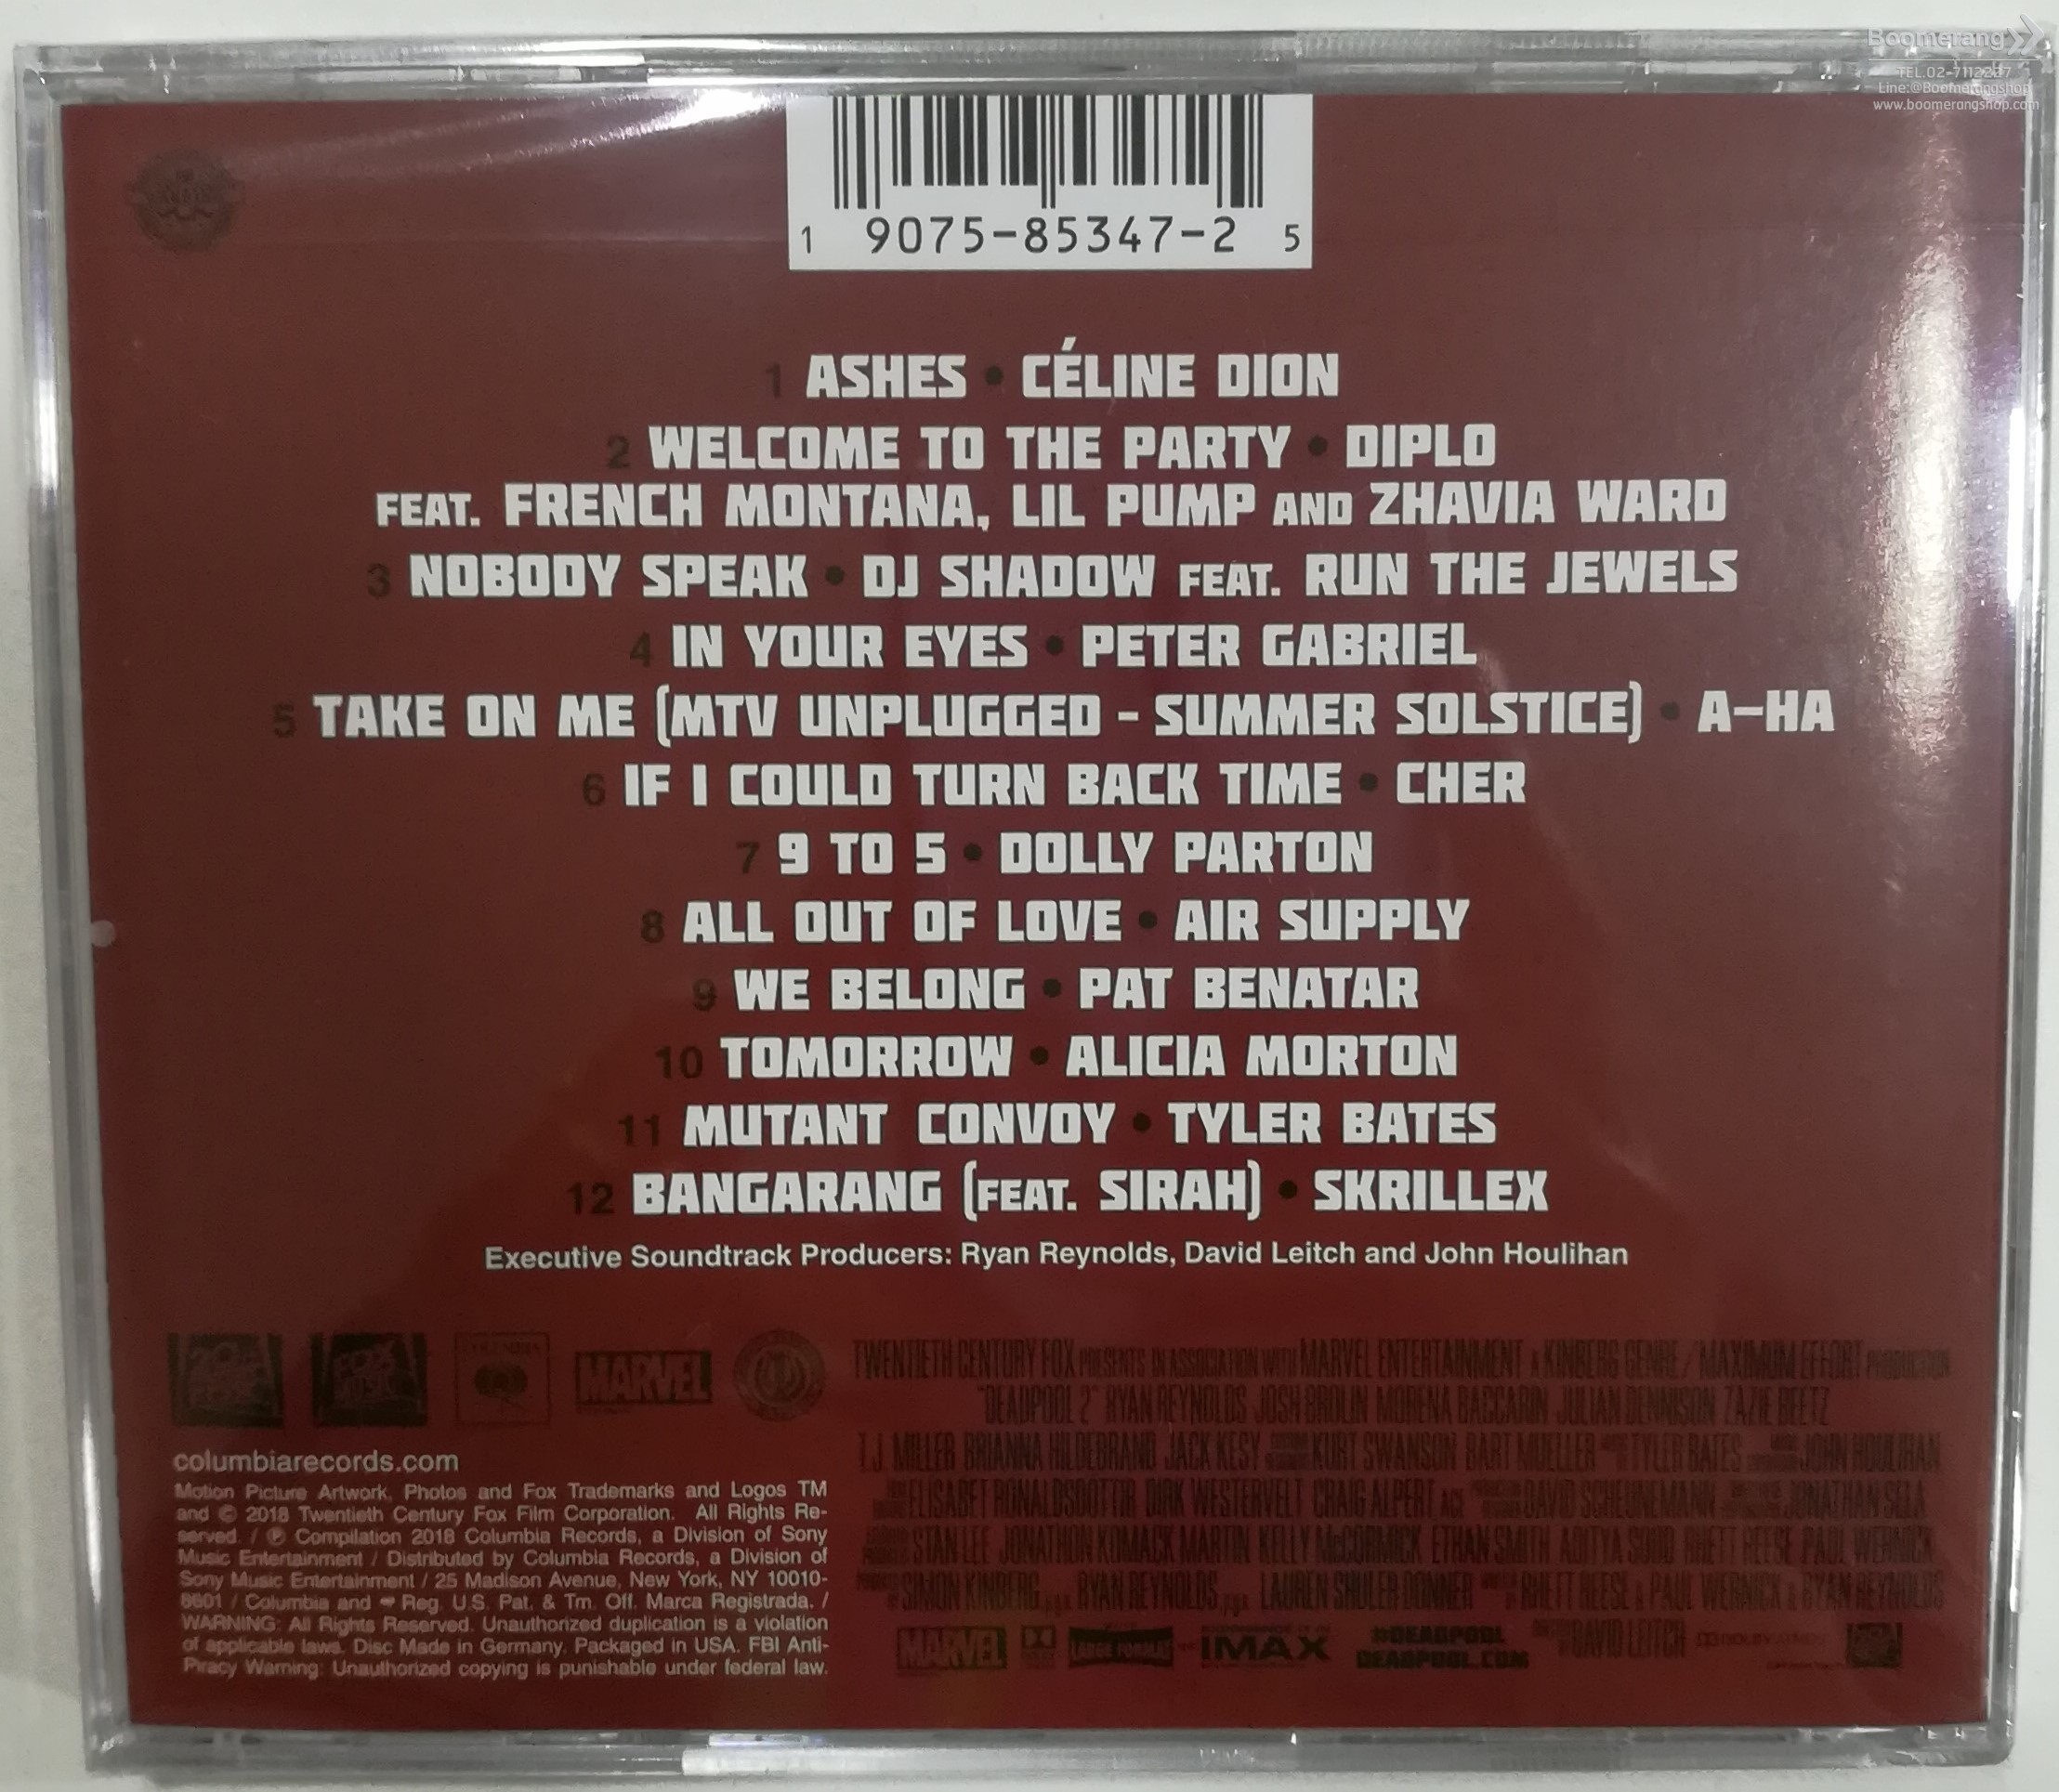 Boomerang
TEL.02-7112227
Line:@Boomerangshop
www.boomerangshop.com
1 9075-85347-2 5
1 ASHES • CÉLINE DION
2 WELCOME TO THE PARTY • DIPLO
FEAT. FRENCH MONTANA, LIL PUMP AND ZHAVIA WARD
3 NOBODY SPEAK • DJ SHADOW FEAT. RUN THE JEWELS
4 IN YOUR EYES • PETER GABRIEL
5 TAKE ON ME (MTV UNPLUGGED - SUMMER SOLSTICE) • A-HA
6 IF I COULD TURN BACK TIME • CHER
7 9 TO 5 • DOLLY PARTON
8 ALL OUT OF LOVE • AIR SUPPLY
9 WE BELONG • PAT BENATAR
10 TOMORROW • ALICIA MORTON
11 MUTANT CONVOY • TYLER BATES
12 BANGARANG (FEAT. SIRAH) • SKRILLEX
Executive Soundtrack Producers: Ryan Reynolds, David Leitch and John Houlihan
COLUMBIA
MARVEL
columbiarecords.com
Motion Picture Artwork, Photos and Fox Trademarks and Logos TM
and © 2018 Twentieth Century Fox Film Corporation. All Rights Re-
served. / ℗ Compilation 2018 Columbia Records, a Division of Sony
Music Entertainment / Distributed by Columbia Records, a Division of
Sony Music Entertainment / 25 Madison Avenue, New York, NY 10010-
8601 / Columbia and Reg. U.S. Pat. & Tm. Off. Marca Registrada. /
WARNING: All Rights Reserved. Unauthorized duplication is a violation
of applicable laws. Disc Made in Germany. Packaged in USA. FBI Anti-
Piracy Warning: Unauthorized copying is punishable under federal law.
TWENTIETH CENTURY FOX PRESENTS IN ASSOCIATION WITH MARVEL ENTERTAINMENT A KINBERG GENRE / MAXIMUM EFFORT PRODUCTION
"DEADPOOL 2" RYAN REYNOLDS JOSH BROLIN MORENA BACCARIN JULIAN DENNISON ZAZIE BEETZ
T.J. MILLER BRIANNA HILDEBRAND JACK KESY KURT SWANSON BART MUELLER TYLER BATES JOHN HOULIHAN
ELISABET RONALDSDOTTIR DIRK WESTERVELT CRAIG ALPERT ACE DAVID SCHEUNEMANN JONATHAN SELA
STAN LEE JONATHON KOMACK MARTIN KELLY McCORMICK ETHAN SMITH ADITYA SOOD RHETT REESE PAUL WERNICK
SIMON KINBERG RYAN REYNOLDS LAUREN SHULER DONNER RHETT REESE & PAUL WERNICK & RYAN REYNOLDS
MARVEL LARGE FORMAT IMAX #DEADPOOL DAVID LEITCH
DEADPOOL.COM